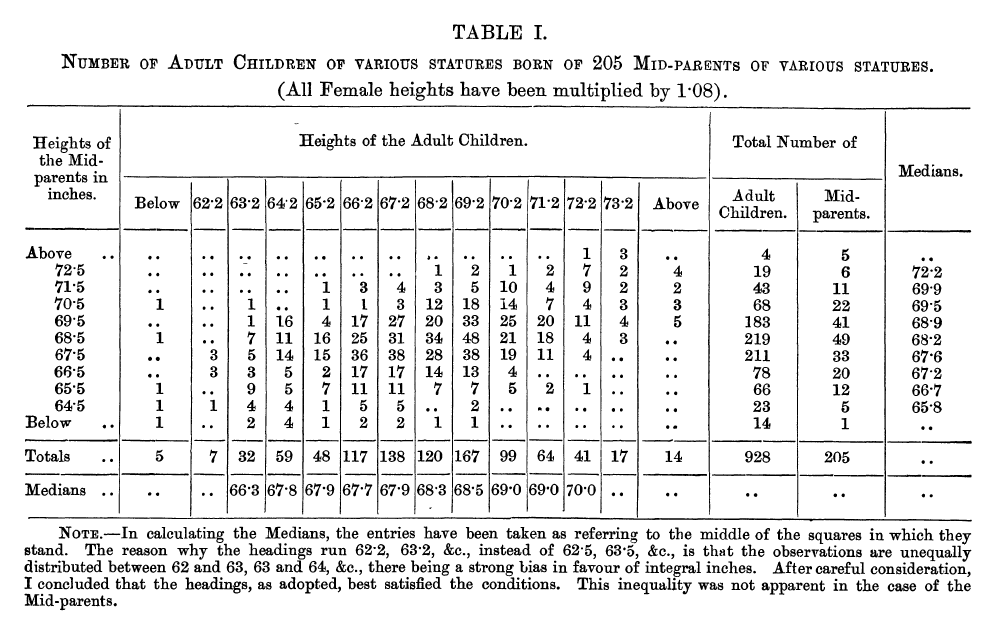 TABLE I.
NUMBER OF ADULT CHILDREN OF VARIOUS STATURES BORN OF 205 MID-PARENTS OF VARIOUS STATURES.
(All Female heights have been multiplied by 1·08).
Heights of the Mid-parents in inches. | Heights of the Adult Children. | Total Number of | Medians.
Below | 62·2 | 63·2 | 64·2 | 65·2 | 66·2 | 67·2 | 68·2 | 69·2 | 70·2 | 71·2 | 72·2 | 73·2 | Above | Adult Children. | Mid-parents.
Above .. | .. | .. | .. | .. | .. | .. | .. | .. | .. | .. | .. | 1 | 3 | .. | 4 | 5 | ..
72·5 | .. | .. | .. | .. | .. | .. | .. | 1 | 2 | 1 | 2 | 7 | 2 | 4 | 19 | 6 | 72·2
71·5 | .. | .. | .. | .. | 1 | 3 | 4 | 3 | 5 | 10 | 4 | 9 | 2 | 2 | 43 | 11 | 69·9
70·5 | 1 | .. | 1 | .. | 1 | 1 | 3 | 12 | 18 | 14 | 7 | 4 | 3 | 3 | 68 | 22 | 69·5
69·5 | .. | .. | 1 | 16 | 4 | 17 | 27 | 20 | 33 | 25 | 20 | 11 | 4 | 5 | 183 | 41 | 68·9
68·5 | 1 | .. | 7 | 11 | 16 | 25 | 31 | 34 | 48 | 21 | 18 | 4 | 3 | .. | 219 | 49 | 68·2
67·5 | .. | 3 | 5 | 14 | 15 | 36 | 38 | 28 | 38 | 19 | 11 | 4 | .. | .. | 211 | 33 | 67·6
66·5 | .. | 3 | 3 | 5 | 2 | 17 | 17 | 14 | 13 | 4 | .. | .. | .. | .. | 78 | 20 | 67·2
65·5 | 1 | .. | 9 | 5 | 7 | 11 | 11 | 7 | 7 | 5 | 2 | 1 | .. | .. | 66 | 12 | 66·7
64·5 | 1 | 1 | 4 | 4 | 1 | 5 | 5 | .. | 2 | .. | .. | .. | .. | .. | 23 | 5 | 65·8
Below .. | 1 | .. | 2 | 4 | 1 | 2 | 2 | 1 | 1 | .. | .. | .. | .. | .. | 14 | 1 | ..
Totals .. | 5 | 7 | 32 | 59 | 48 | 117 | 138 | 120 | 167 | 99 | 64 | 41 | 17 | 14 | 928 | 205 | ..
Medians .. | .. | .. | 66·3 | 67·8 | 67·9 | 67·7 | 67·9 | 68·3 | 68·5 | 69·0 | 69·0 | 70·0 | .. | .. | .. | .. | ..
NOTE.—In calculating the Medians, the entries have been taken as referring to the middle of the squares in which they
stand. The reason why the headings run 62·2, 63·2, &c., instead of 62·5, 63·5, &c., is that the observations are unequally
distributed between 62 and 63, 63 and 64, &c., there being a strong bias in favour of integral inches. After careful consideration,
I concluded that the headings, as adopted, best satisfied the conditions. This inequality was not apparent in the case of the
Mid-parents.